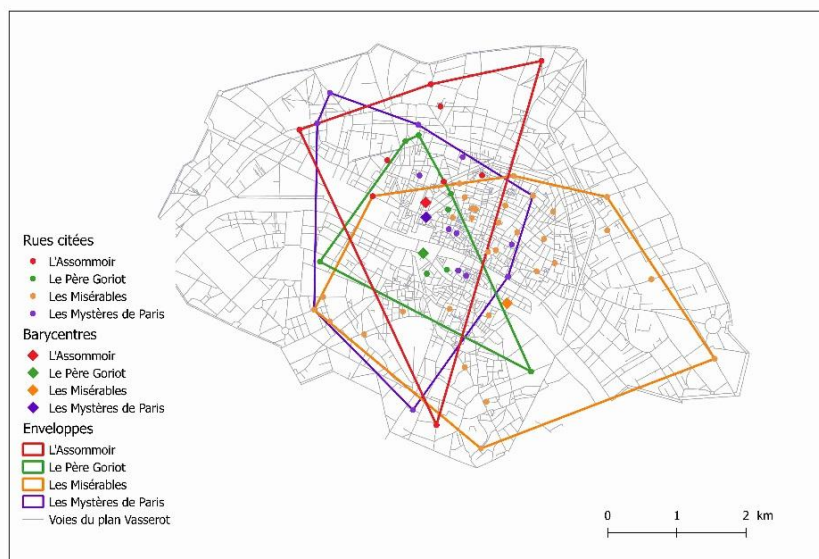 Rues citées
L'Assommoir
Le Père Goriot
Les Misérables
Les Mystères de Paris
Barycentres
L'Assommoir
Le Père Goriot
Les Misérables
Les Mystères de Paris
Enveloppes
L'Assommoir
Le Père Goriot
Les Misérables
Les Mystères de Paris
Voies du plan Vasserot
0 1 2 km